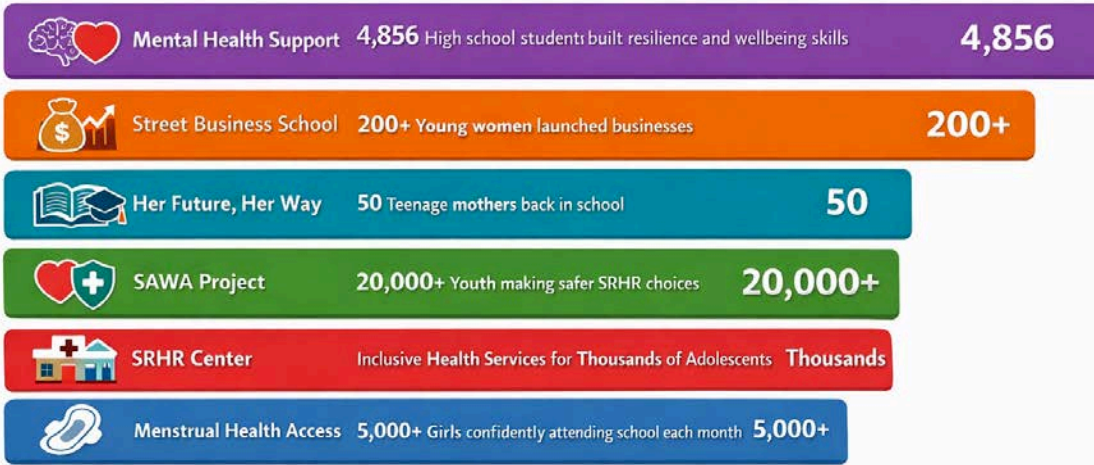 Mental Health Support 4,856 High school students built resilience and wellbeing skills 4,856
$ Street Business School 200+ Young women launched businesses 200+
Her Future, Her Way 50 Teenage mothers back in school 50
SAWA Project 20,000+ Youth making safer SRHR choices 20,000+
SRHR Center Inclusive Health Services for Thousands of Adolescents Thousands
Menstrual Health Access 5,000+ Girls confidently attending school each month 5,000+